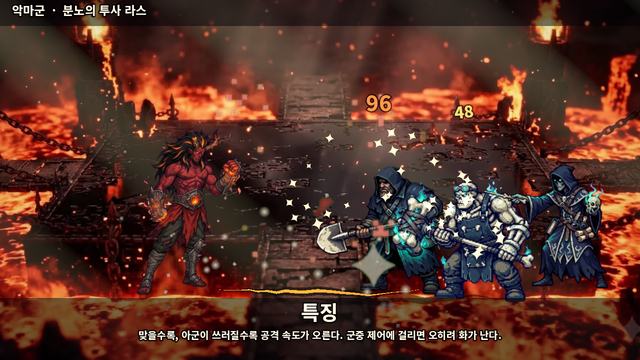 악마군 · 분노의 투사 라스
96
48
특징
맞을수록, 아군이 쓰러질수록 공격 속도가 오른다. 군중 제어에 걸리면 오히려 화가 난다.